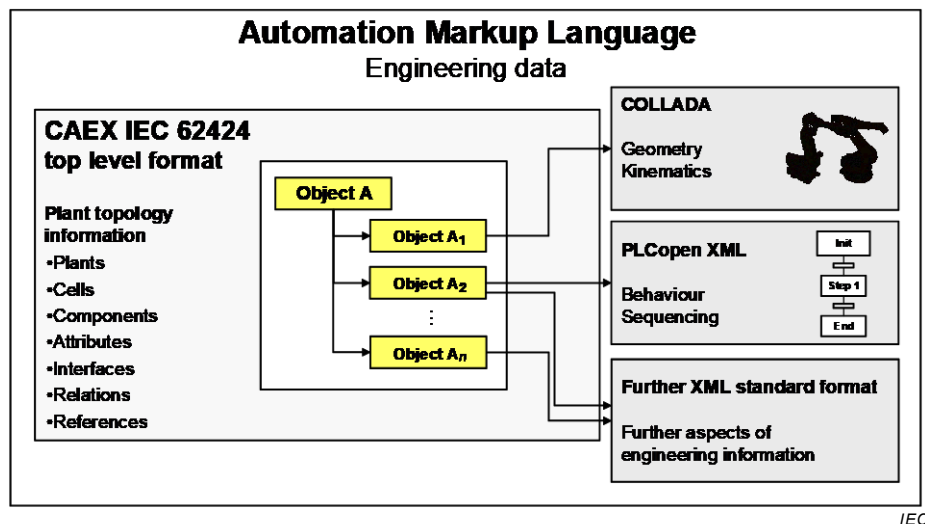 Automation Markup Language
Engineering data
CAEX IEC 62424
top level format
Plant topology
information
•Plants
•Cells
•Components
•Attributes
•Interfaces
•Relations
•References
Object A
Object A₁
Object A₂
⋮
Object Aₙ
COLLADA
Geometry
Kinematics
PLCopen XML
Behaviour
Sequencing
Init
Step 1
End
Further XML standard format
Further aspects of
engineering information
IEC